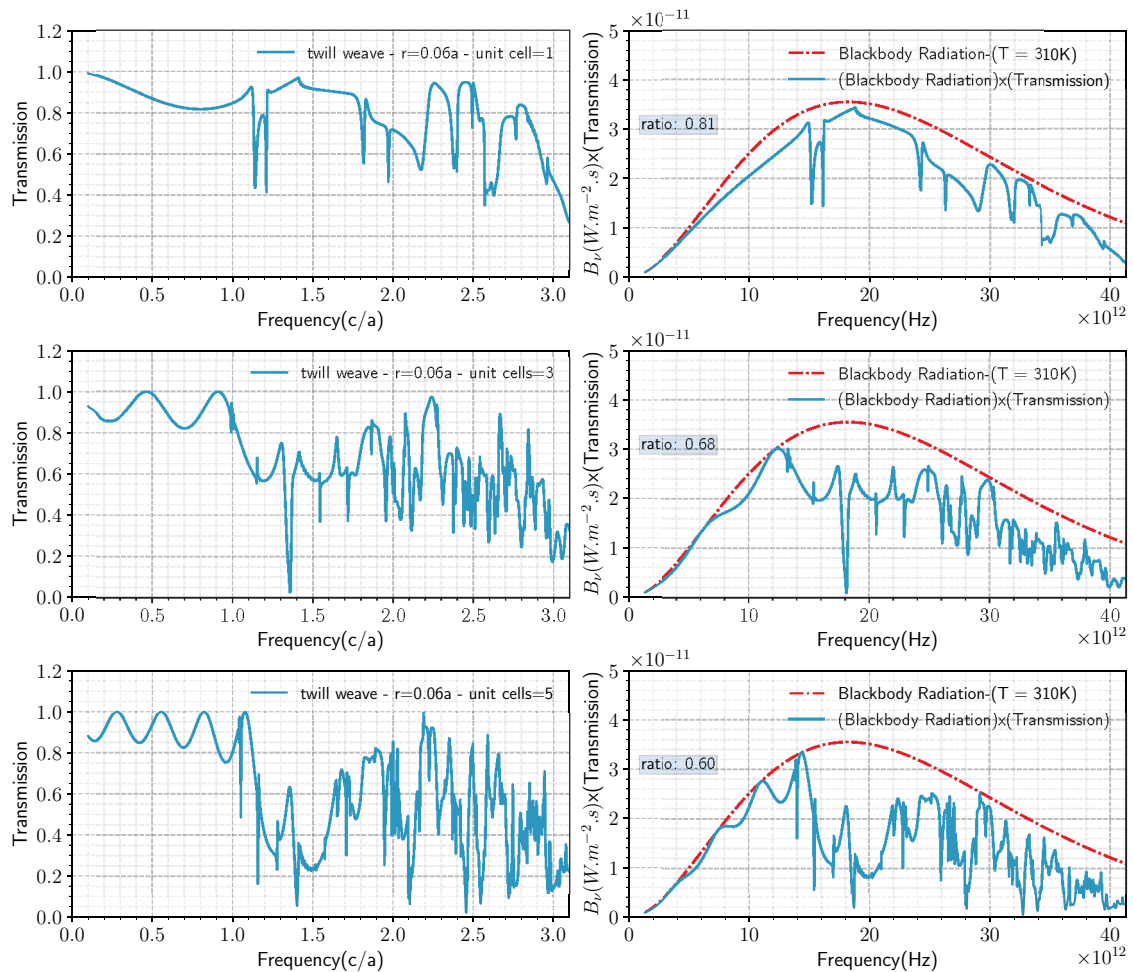 1.2
1.0
0.8
0.6
0.4
0.2
0.0
Transmission
twill weave - r=0.06a - unit cell=1
0.0 0.5 1.0 1.5 2.0 2.5 3.0
Frequency(c/a)
×10⁻¹¹
5
4
3
2
1
0
B_ν(W.m⁻².s)x(Transmission)
Blackbody Radiation-(T = 310K)
(Blackbody Radiation)x(Transmission)
ratio: 0.81
0 10 20 30 40
×10¹²
Frequency(Hz)
1.2
1.0
0.8
0.6
0.4
0.2
0.0
Transmission
twill weave - r=0.06a - unit cells=3
0.0 0.5 1.0 1.5 2.0 2.5 3.0
Frequency(c/a)
×10⁻¹¹
5
4
3
2
1
0
B_ν(W.m⁻².s)x(Transmission)
Blackbody Radiation-(T = 310K)
(Blackbody Radiation)x(Transmission)
ratio: 0.68
0 10 20 30 40
×10¹²
Frequency(Hz)
1.2
1.0
0.8
0.6
0.4
0.2
0.0
Transmission
twill weave - r=0.06a - unit cells=5
0.0 0.5 1.0 1.5 2.0 2.5 3.0
Frequency(c/a)
×10⁻¹¹
5
4
3
2
1
0
B_ν(W.m⁻².s)x(Transmission)
Blackbody Radiation-(T = 310K)
(Blackbody Radiation)x(Transmission)
ratio: 0.60
0 10 20 30 40
×10¹²
Frequency(Hz)